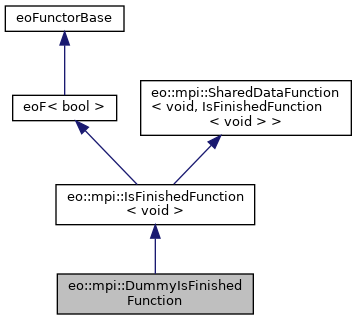 eoFunctorBase
eoF< bool >
eo::mpi::SharedDataFunction
< void, IsFinishedFunction
< void > >
eo::mpi::IsFinishedFunction
< void >
eo::mpi::DummyIsFinished
Function